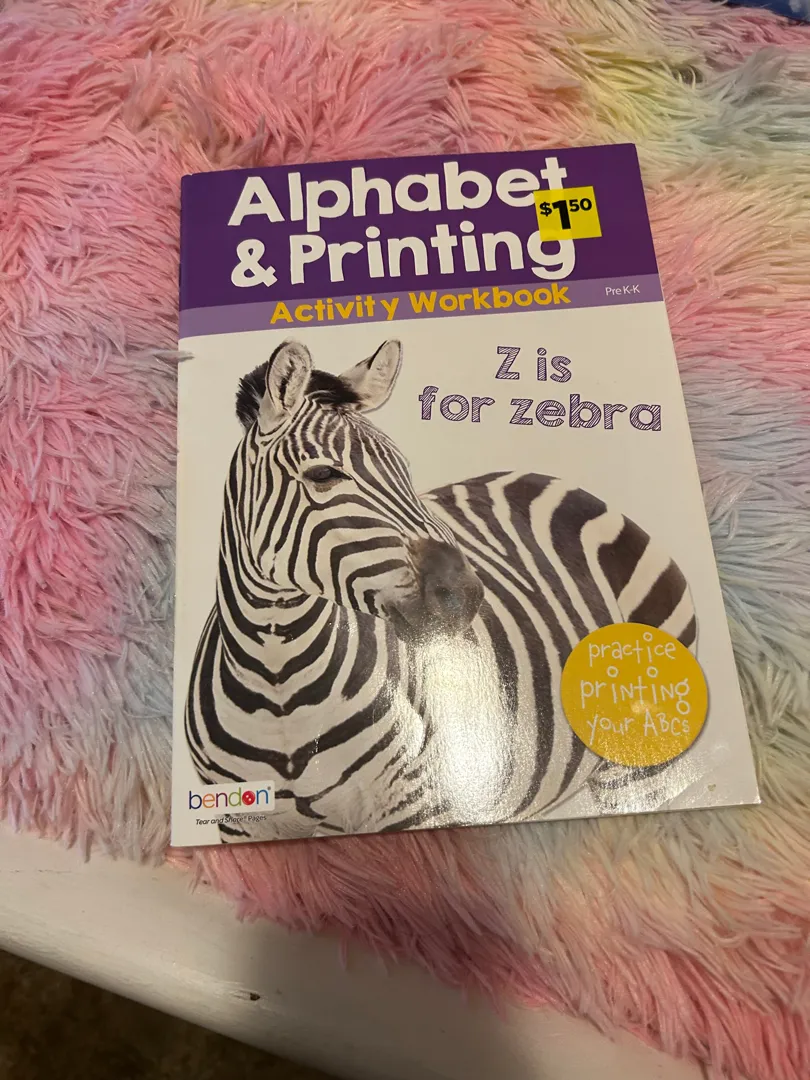 Alphabet
& Printing
$1.50
Activity Workbook
Pre K-K
Z is
for zebra
practice
printing
your ABCs
bendon®
Tear and Share® Pages